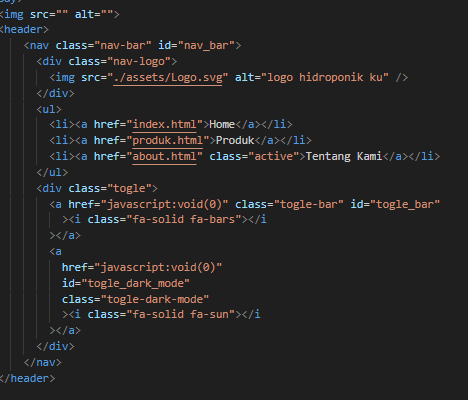 <img src="" alt="">
<header>
<nav class="nav-bar" id="nav_bar">
<div class="nav-logo">
<img src="./assets/Logo.svg" alt="logo hidroponik ku" />
</div>
<ul>
<li><a href="index.html">Home</a></li>
<li><a href="produk.html">Produk</a></li>
<li><a href="about.html" class="active">Tentang Kami</a></li>
</ul>
<div class="togle">
<a href="javascript:void(0)" class="togle-bar" id="togle_bar"
><i class="fa-solid fa-bars"></i
></a>
<a
href="javascript:void(0)"
id="togle_dark_mode"
class="togle-dark-mode"
><i class="fa-solid fa-sun"></i
></a>
</div>
</nav>
</header>